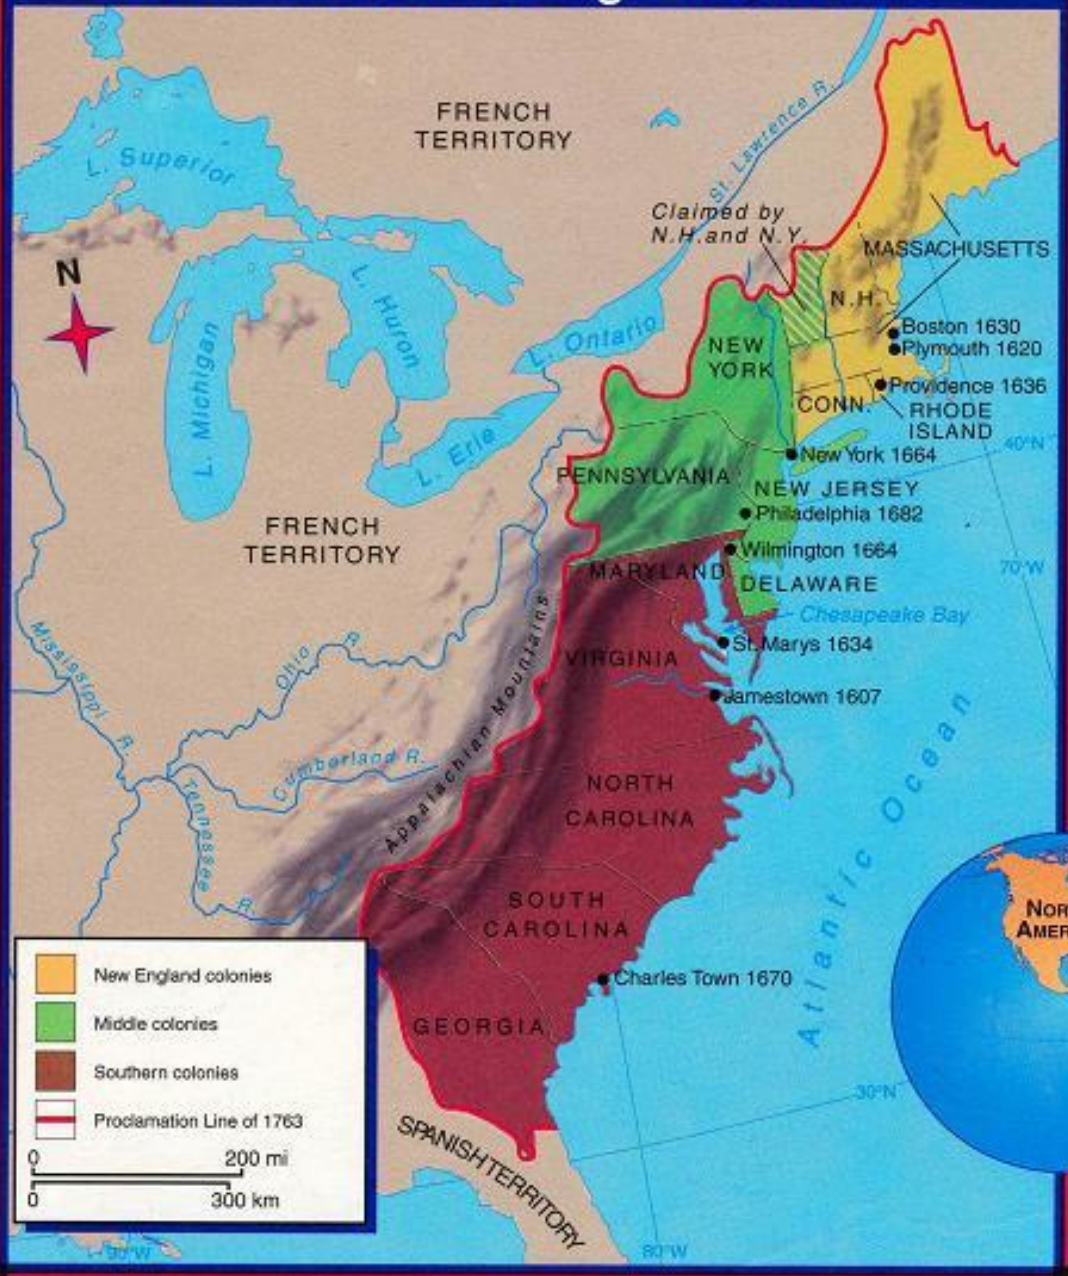 FRENCH
TERRITORY
L. Superior
St. Lawrence R.
Claimed by
N.H. and N.Y.
MASSACHUSETTS
N
L. Huron
N.H.
L. Michigan
L. Ontario
NEW
YORK
Boston 1630
Plymouth 1620
Providence 1636
CONN.
RHODE
ISLAND
L. Erie
New York 1664
40°N
PENNSYLVANIA
NEW JERSEY
Philadelphia 1682
FRENCH
TERRITORY
Wilmington 1664
MARYLAND
DELAWARE
70°W
Chesapeake Bay
St. Marys 1634
VIRGINIA
Jamestown 1607
Mississippi R.
Ohio R.
Appalachian Mountains
Cumberland R.
Tennessee R.
NORTH
CAROLINA
Atlantic Ocean
SOUTH
CAROLINA
NOR
AMER
Charles Town 1670
GEORGIA
30°N
New England colonies
Middle colonies
Southern colonies
Proclamation Line of 1763
0 200 mi
0 300 km
SPANISH TERRITORY
90°W
80°W